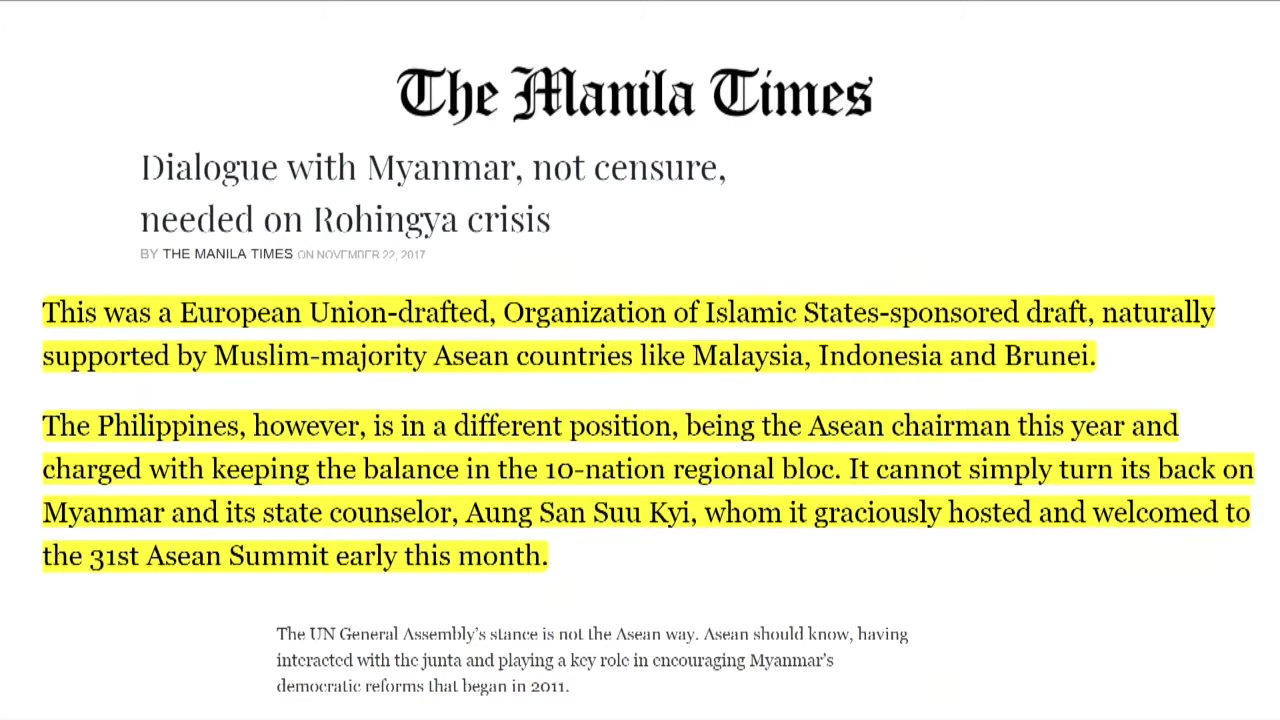 The Manila Times
Dialogue with Myanmar, not censure,
needed on Rohingya crisis
BY THE MANILA TIMES ON NOVEMBER 22, 2017
This was a European Union-drafted, Organization of Islamic States-sponsored draft, naturally
supported by Muslim-majority Asean countries like Malaysia, Indonesia and Brunei.
The Philippines, however, is in a different position, being the Asean chairman this year and
charged with keeping the balance in the 10-nation regional bloc. It cannot simply turn its back on
Myanmar and its state counselor, Aung San Suu Kyi, whom it graciously hosted and welcomed to
the 31st Asean Summit early this month.
The UN General Assembly's stance is not the Asean way. Asean should know, having
interacted with the junta and playing a key role in encouraging Myanmar's
democratic reforms that began in 2011.